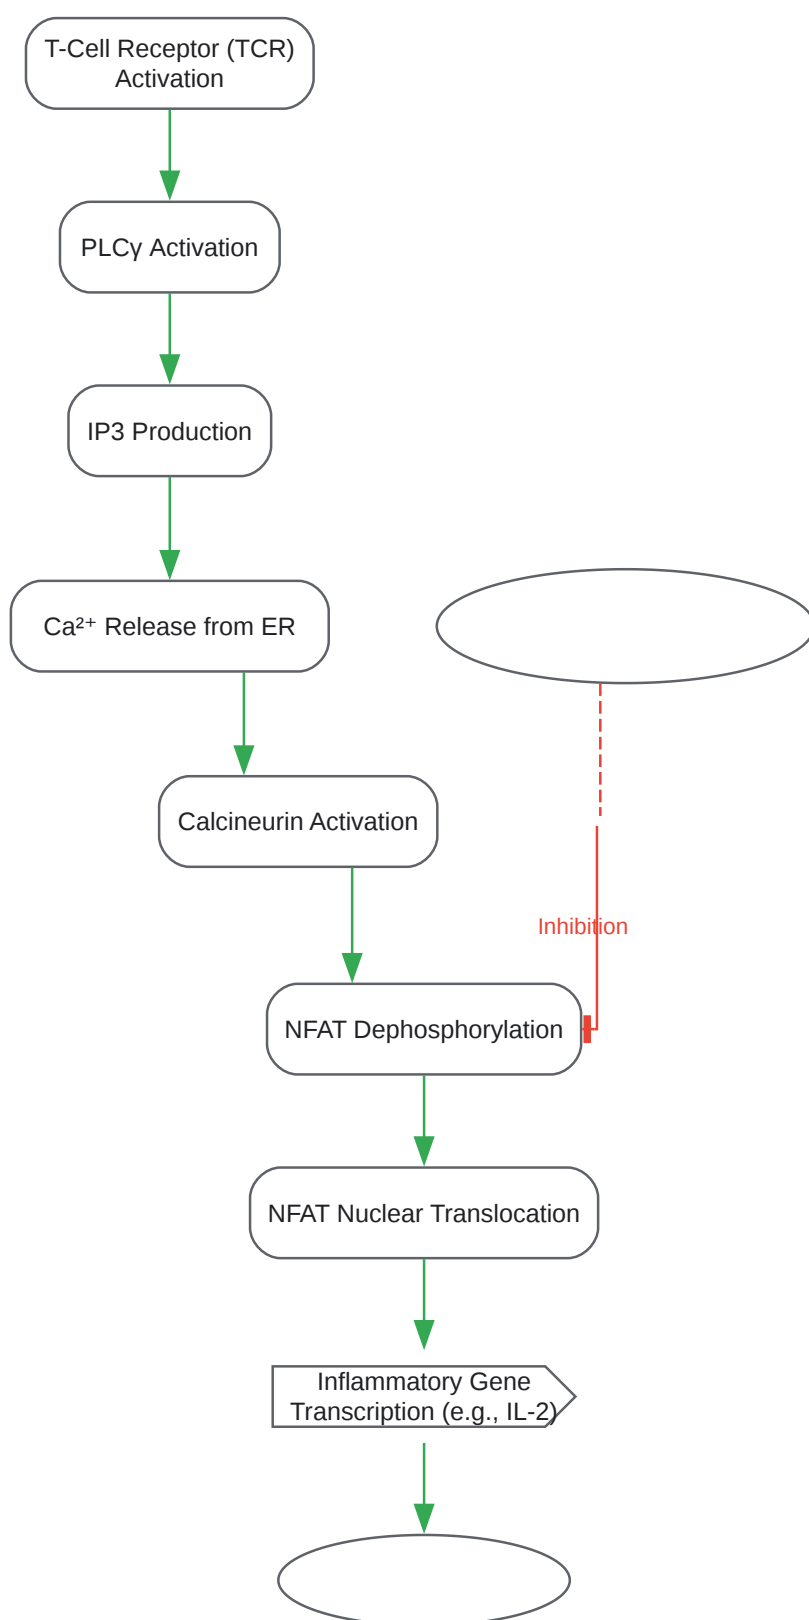 T-Cell Receptor (TCR)
Activation
PLCγ Activation
IP3 Production
Ca²⁺ Release from ER
Calcineurin Activation
Inhibition
NFAT Dephosphorylation
NFAT Nuclear Translocation
Inflammatory Gene
Transcription (e.g., IL-2)